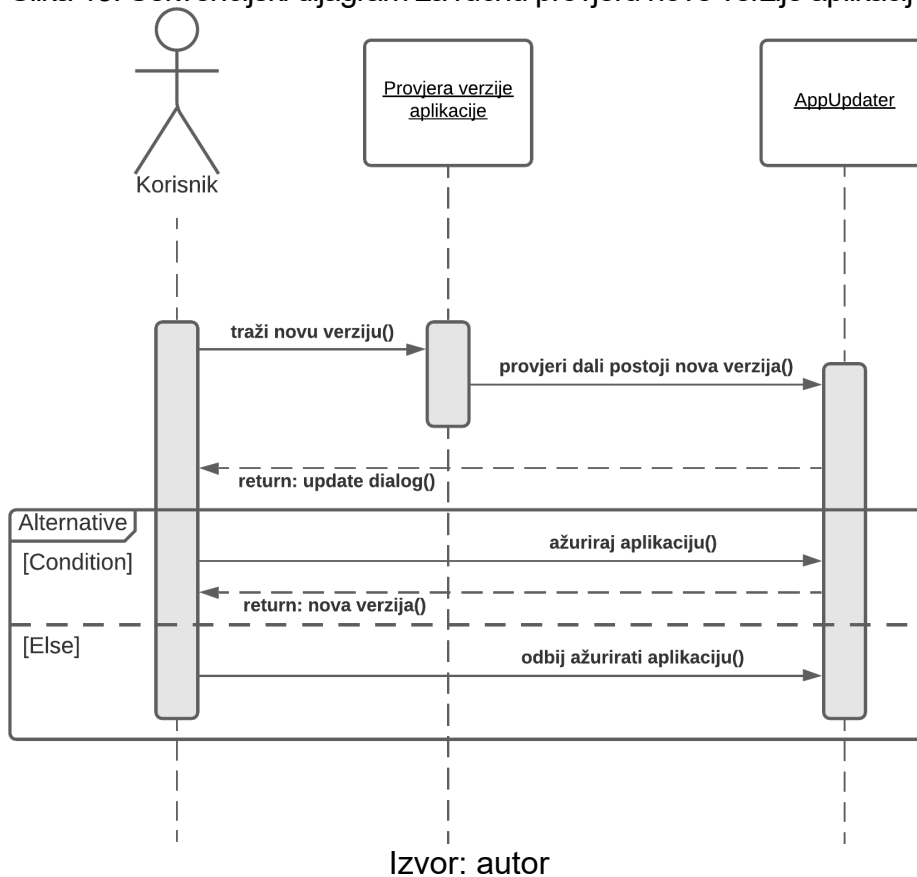 Provjera verzije
aplikacije
AppUpdater
Korisnik
traži novu verziju()
provjeri dali postoji nova verzija()
return: update dialog()
Alternative
[Condition]
ažuriraj aplikaciju()
return: nova verzija()
[Else]
odbij ažurirati aplikaciju()
Izvor: autor